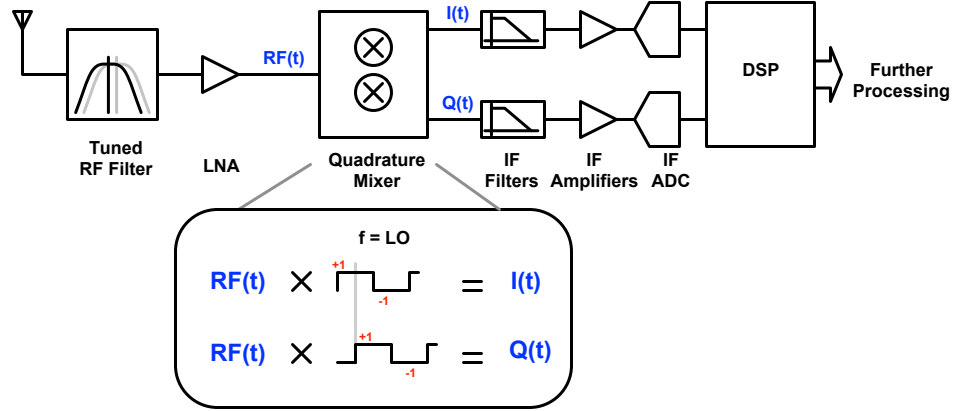 I(t)
RF(t)
DSP
Further
Processing
Q(t)
Tuned
RF Filter
LNA
Quadrature
Mixer
IF
Filters
IF
Amplifiers
IF
ADC
f = LO
+1
RF(t) × = I(t)
-1
+1
RF(t) × = Q(t)
-1